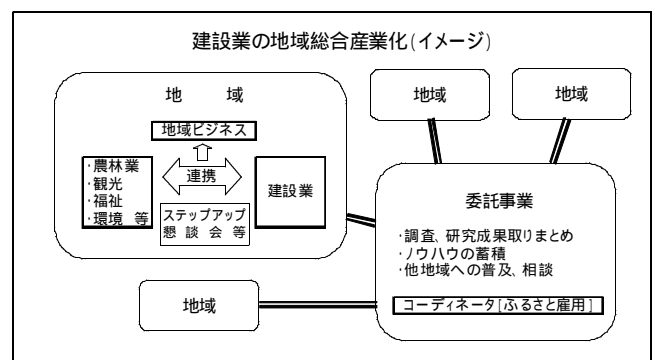 建設業の地域総合産業化(イメージ)
地　域
地域ビジネス
・農林業
・観光
・福祉
・環境 等
連携
建設業
ステップアップ
懇談会等
地域
地域
委託事業
・調査、研究成果取りまとめ
・ノウハウの蓄積
・他地域への普及、相談
コーディネータ[ふるさと雇用]
地域